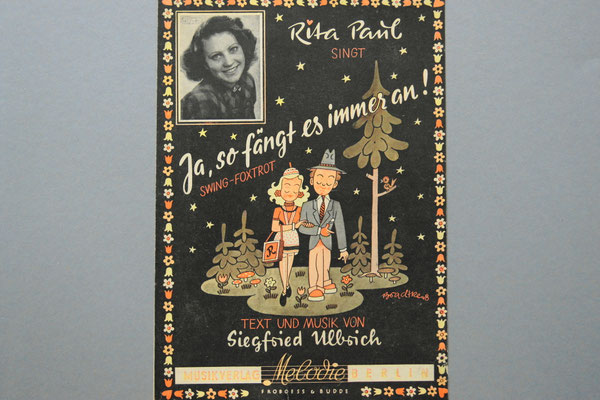 Rita Paul
SINGT
Ja, so fängt es immer an!
SWING-FOXTROT
TEXT UND MUSIK VON
Siegfried Ulbrich
MUSIKVERLAG Melodie BERLIN
FROBOESS & BUDDE